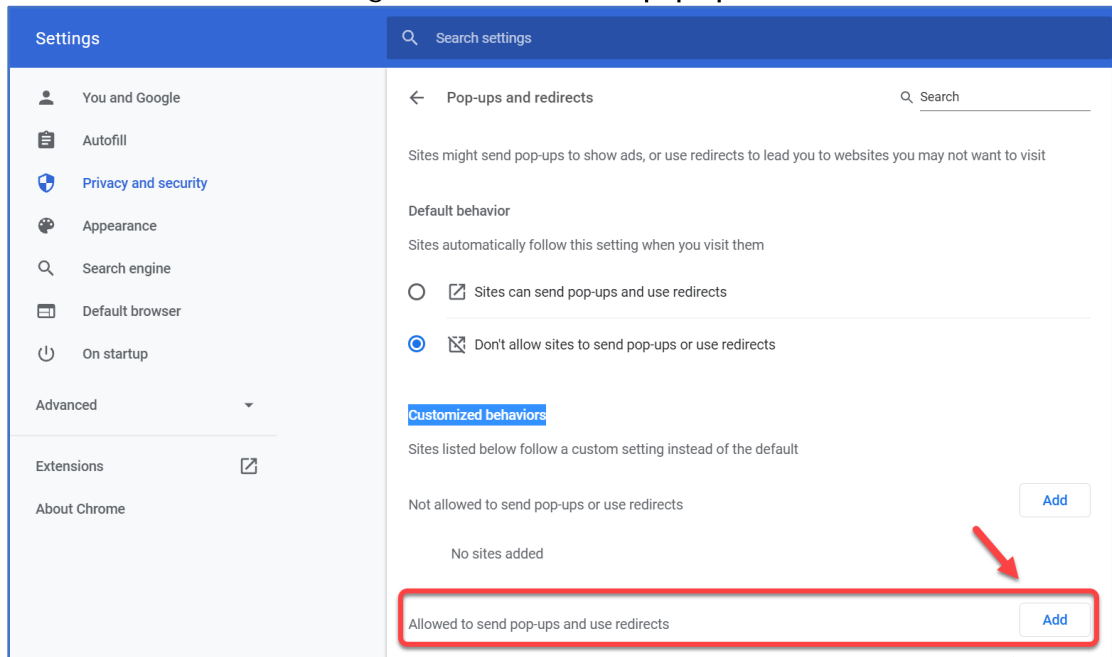 Settings
Search settings
You and Google
Autofill
Privacy and security
Appearance
Search engine
Default browser
On startup
Advanced
Extensions
About Chrome
Pop-ups and redirects
Search
Sites might send pop-ups to show ads, or use redirects to lead you to websites you may not want to visit
Default behavior
Sites automatically follow this setting when you visit them
Sites can send pop-ups and use redirects
Don't allow sites to send pop-ups or use redirects
Customized behaviors
Sites listed below follow a custom setting instead of the default
Not allowed to send pop-ups or use redirects
Add
No sites added
Allowed to send pop-ups and use redirects
Add